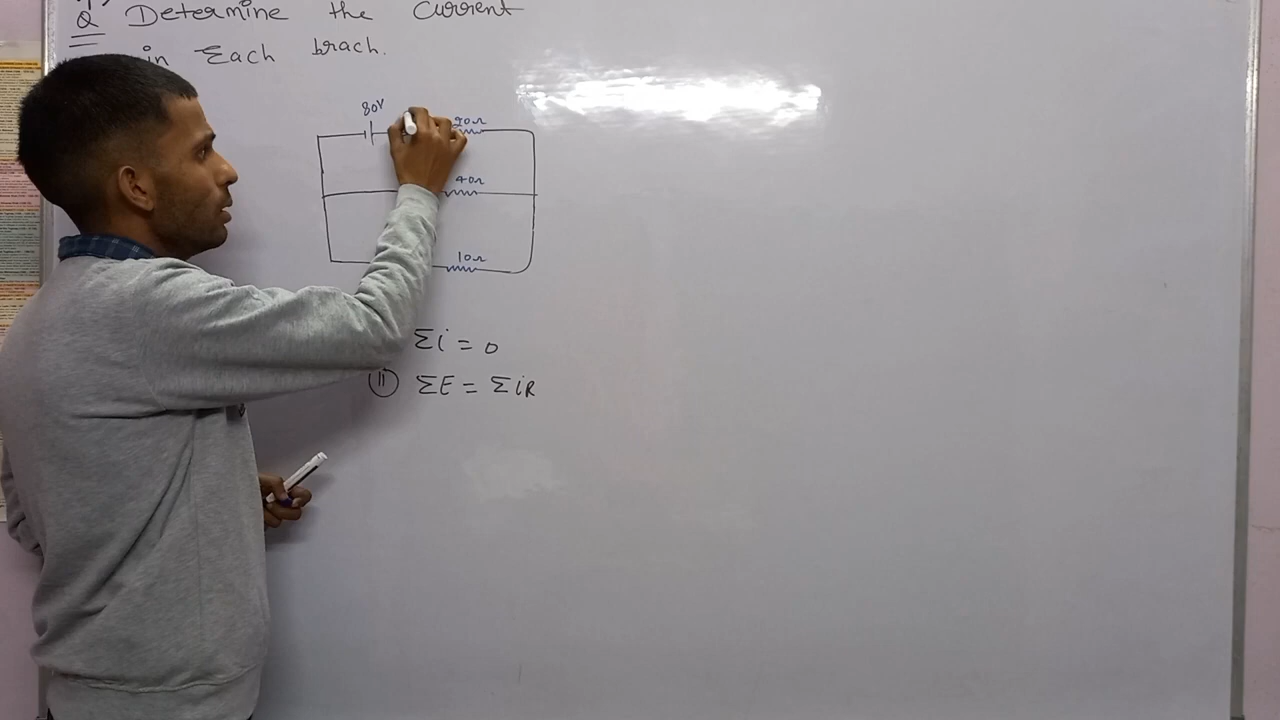 Q Determine the Current
in Each brach.
80V
20Ω
40Ω
10Ω
Σi = 0
(II) ΣE = ΣiR